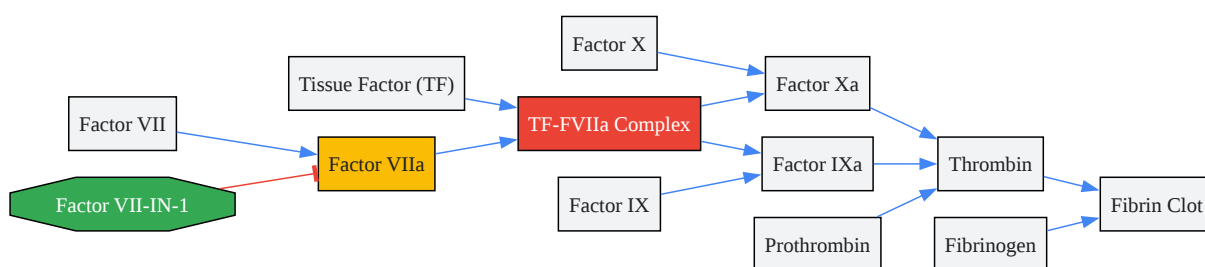 Factor X
Tissue Factor (TF)
Factor Xa
Factor VII
TF-FVIIa Complex
Factor VIIa
Factor IXa
Thrombin
Factor VII-IN-1
Factor IX
Fibrin Clot
Prothrombin
Fibrinogen